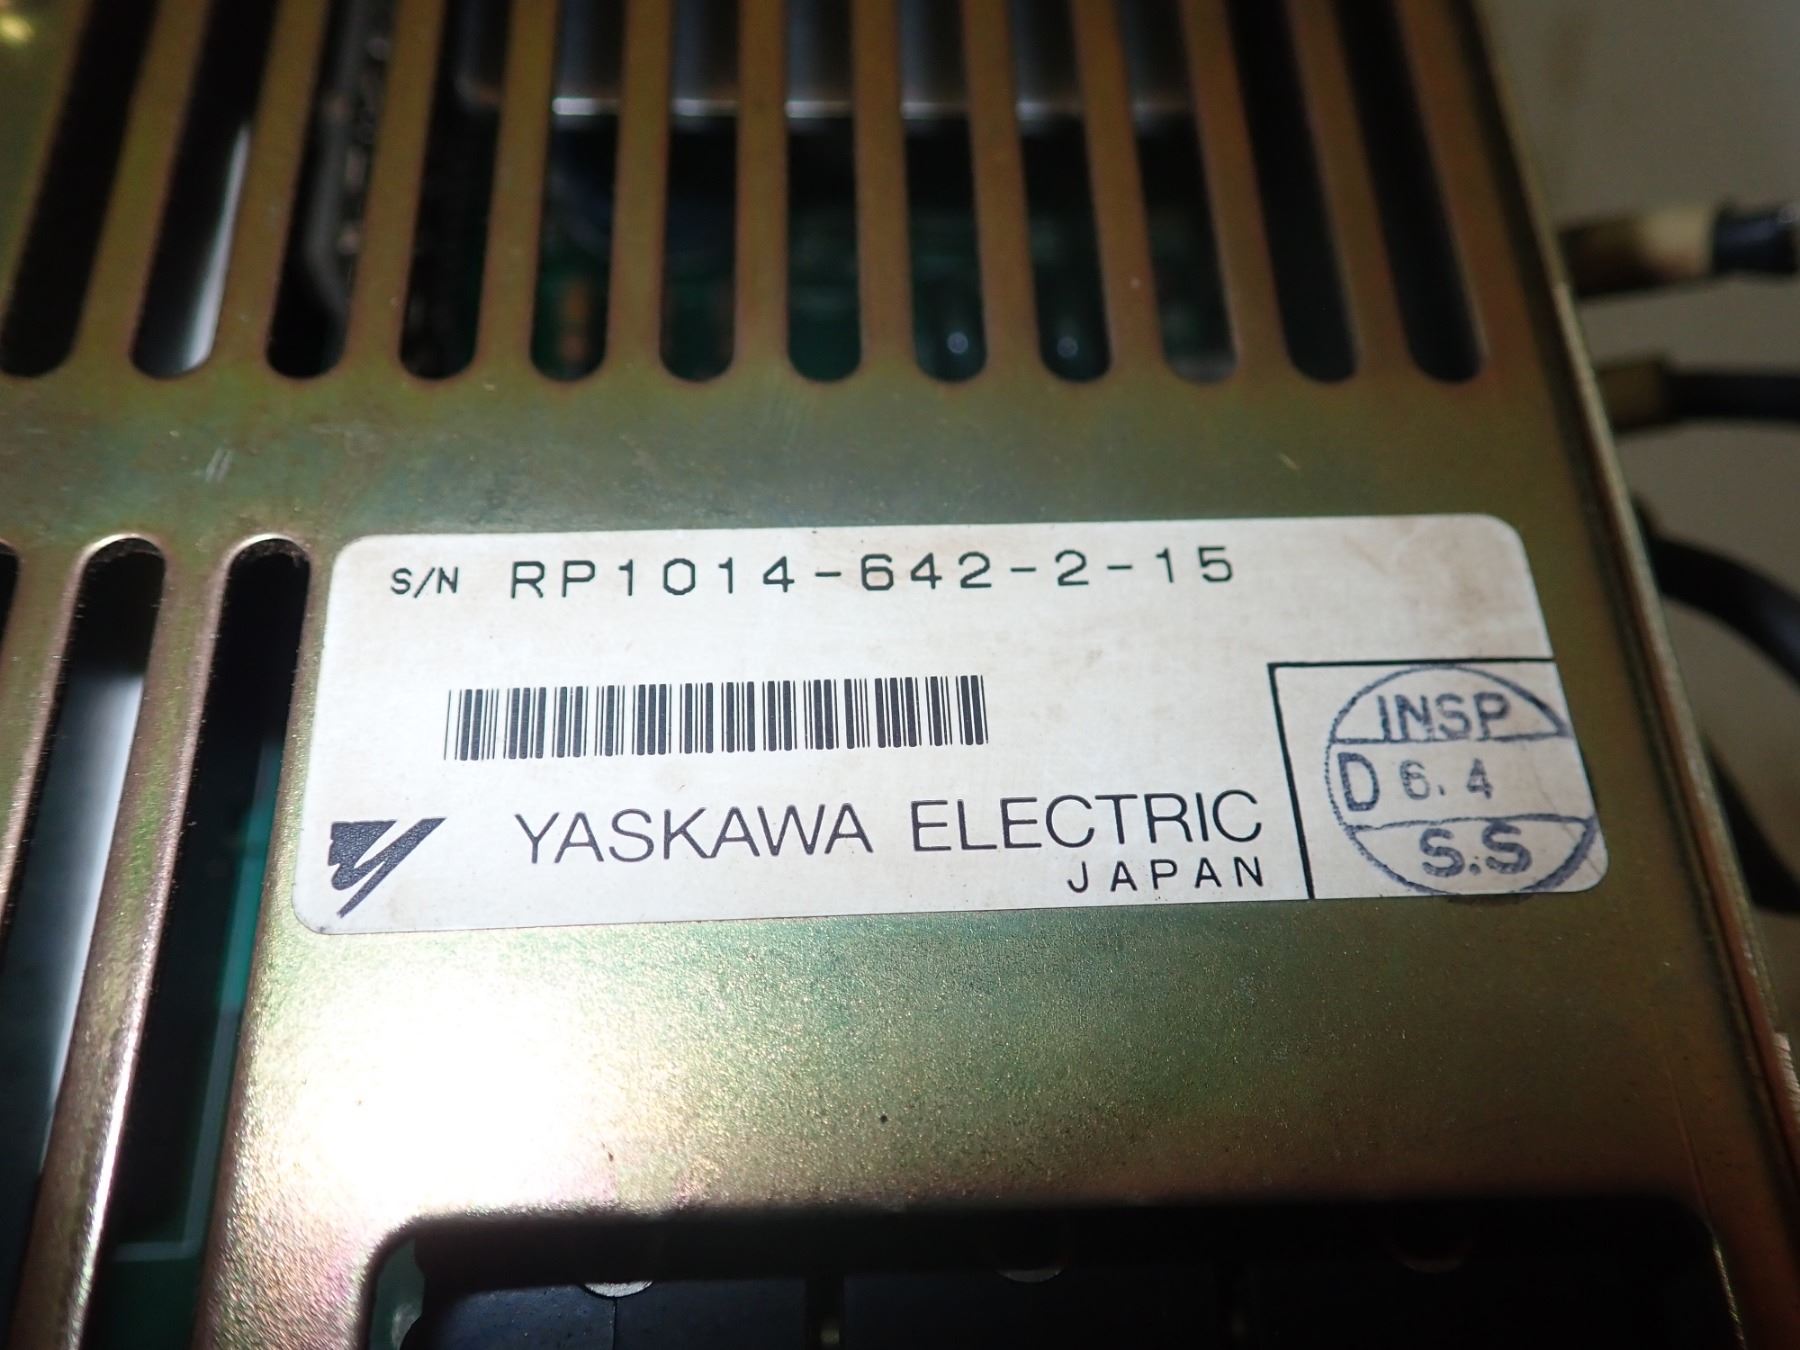 S/N RP1014-642-2-15
YASKAWA ELECTRIC
JAPAN
INSP
D 6.4
S.S